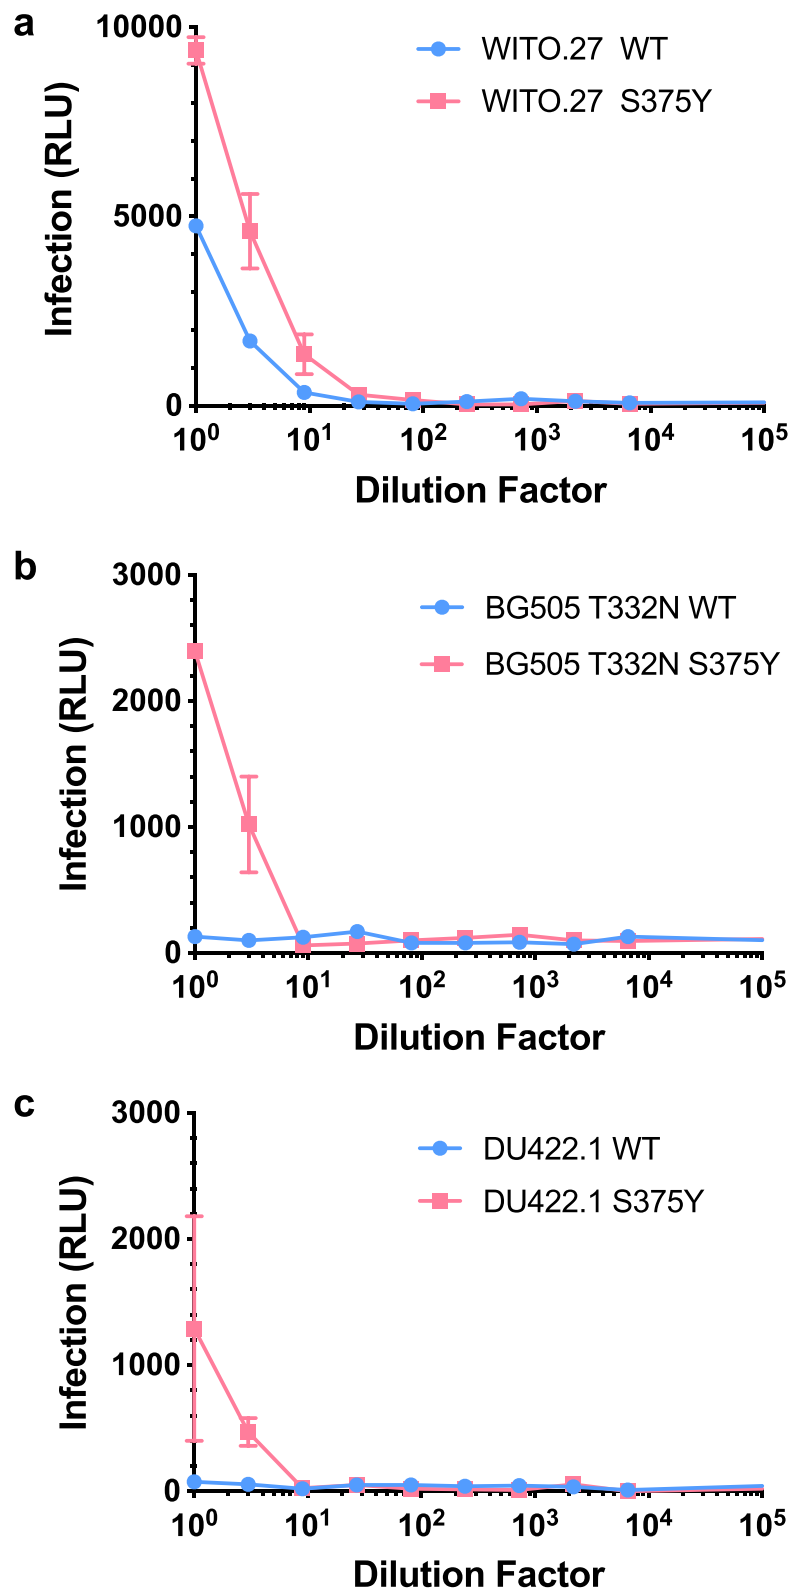 a
10000
5000
0
Infection (RLU)
WITO.27 WT
WITO.27 S375Y
10⁰ 10¹ 10² 10³ 10⁴ 10⁵
Dilution Factor
b
3000
2000
1000
0
Infection (RLU)
BG505 T332N WT
BG505 T332N S375Y
10⁰ 10¹ 10² 10³ 10⁴ 10⁵
Dilution Factor
c
3000
2000
1000
0
Infection (RLU)
DU422.1 WT
DU422.1 S375Y
10⁰ 10¹ 10² 10³ 10⁴ 10⁵
Dilution Factor